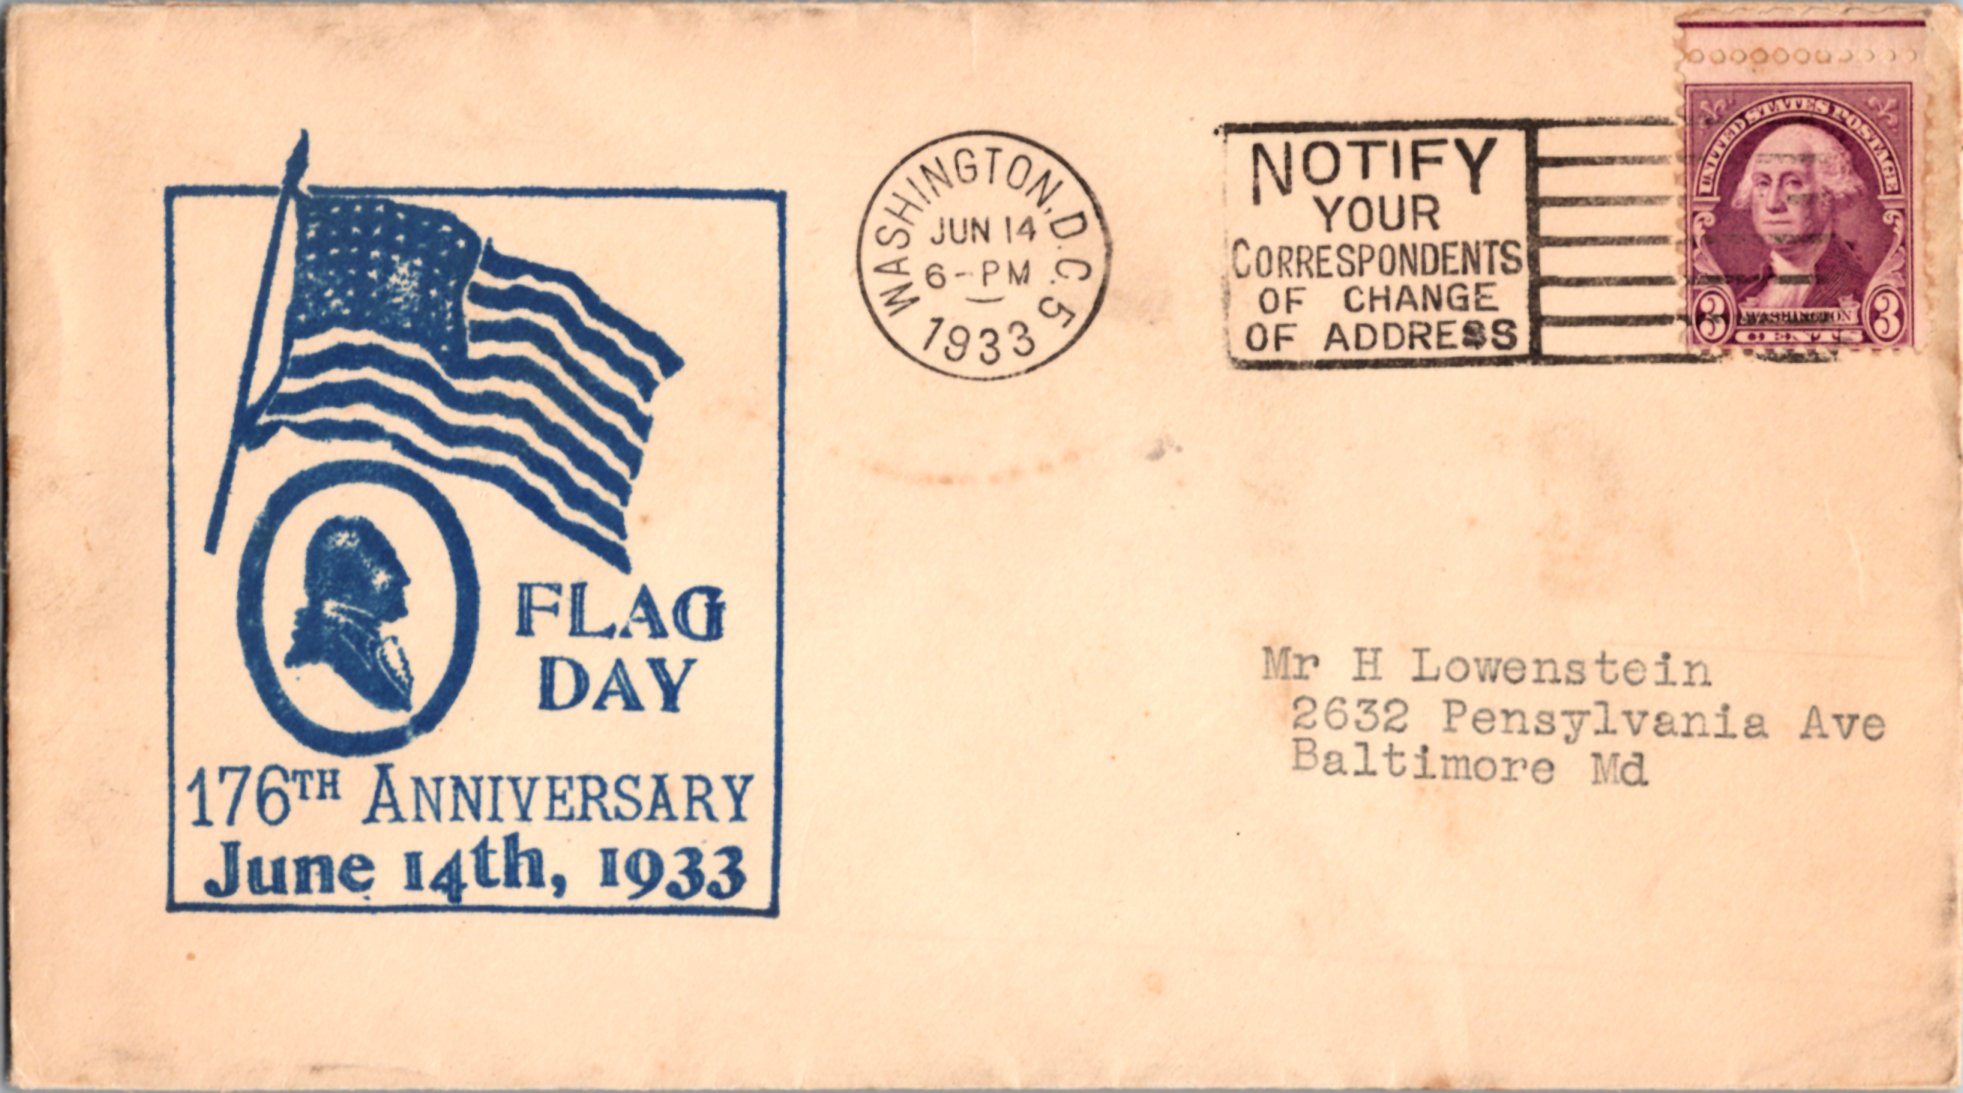 FLAG
DAY
176TH ANNIVERSARY
June 14th, 1933
WASHINGTON, D.C. 5
JUN 14
6-PM
1933
NOTIFY
YOUR
CORRESPONDENTS
OF CHANGE
OF ADDRESS
UNITED STATES POSTAGE
3 WASHINGTON 3
CENTS
Mr H Lowenstein
2632 Pensylvania Ave
Baltimore Md